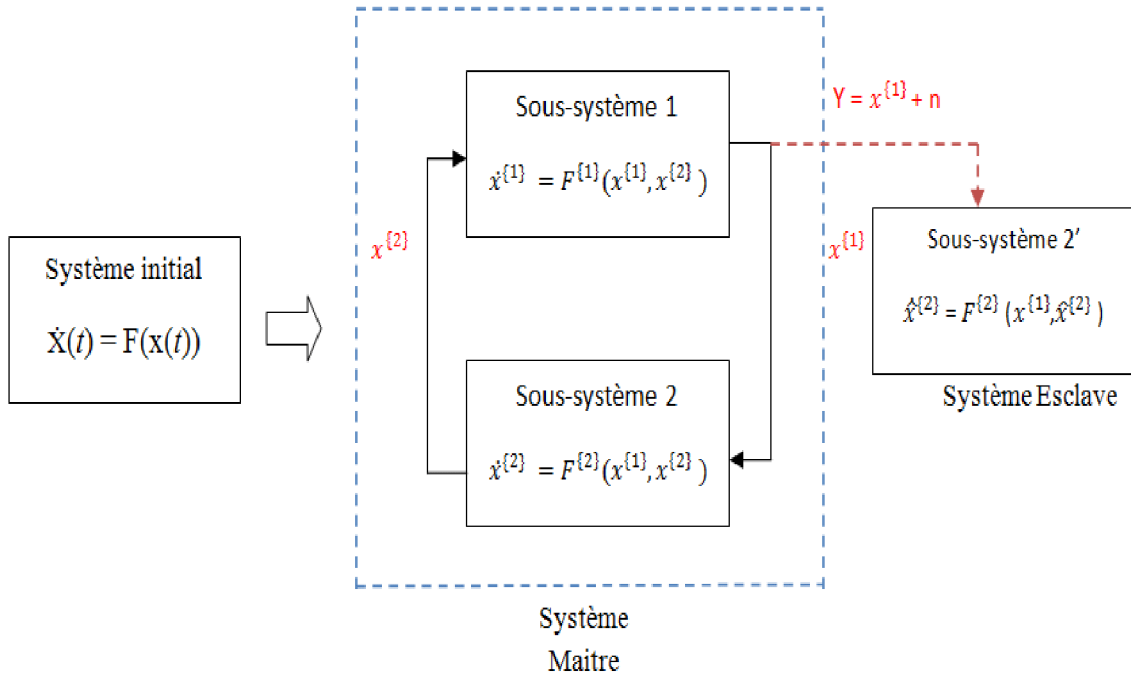 Système initial
Ẋ(t) = F(x(t))
x^{2}
Sous-système 1
ẋ^{1} = F^{1}(x^{1}, x^{2})
Sous-système 2
ẋ^{2} = F^{2}(x^{1}, x^{2})
Système
Maitre
Y = x^{1} + n
x^{1}
Sous-système 2'
x̂̇^{2} = F^{2} (x^{1}, x̂^{2})
Système Esclave